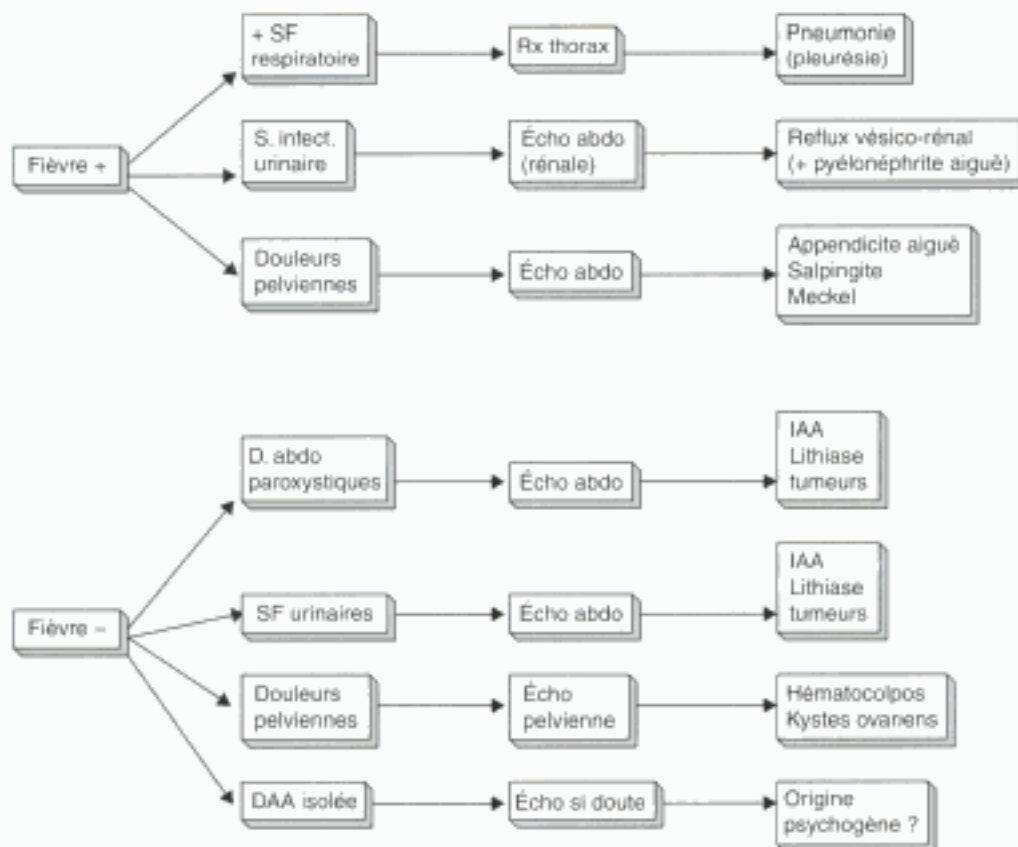 + SF
respiratoire
Rx thorax
Pneumonie
(pleurésie)
Fièvre +
S. infect.
urinaire
Écho abdo
(rénale)
Reflux vésico-rénal
(+ pyélonéphrite aiguë)
Douleurs
pelviennes
Écho abdo
Appendicite aiguë
Salpingite
Meckel
D. abdo
paroxystiques
Écho abdo
IAA
Lithiase
tumeurs
Fièvre –
SF urinaires
Écho abdo
IAA
Lithiase
tumeurs
Douleurs
pelviennes
Écho
pelvienne
Hématocolpos
Kystes ovariens
DAA isolée
Écho si doute
Origine
psychogène ?